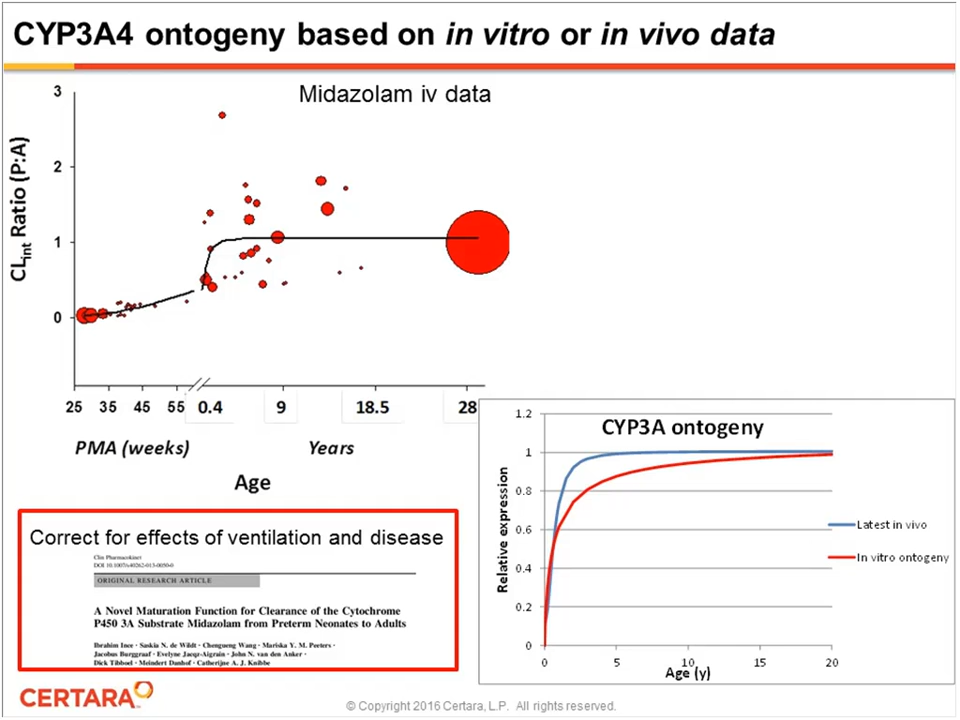 CYP3A4 ontogeny based on in vitro or in vivo data
Midazolam iv data
CLint Ratio (P:A)
3
2
1
0
25 35 45 55 0.4 9 18.5 28
PMA (weeks) Years
Age
Correct for effects of ventilation and disease
Clin Pharmacokinet
DOI 10.1007/s40262-013-0050-0
ORIGINAL RESEARCH ARTICLE
A Novel Maturation Function for Clearance of the Cytochrome
P450 3A Substrate Midazolam from Preterm Neonates to Adults
Ibrahim Ince · Saskia N. de Wildt · Chenguang Wang · Mariska Y. M. Peeters ·
Jacobus Burggraaf · Evelyne Jacqz-Aigrain · John N. van den Anker ·
Dick Tibboel · Meindert Danhof · Catherijne A. J. Knibbe
CYP3A ontogeny
Relative expression
1.2
1
0.8
0.6
0.4
0.2
0
0 5 10 15 20
Age (y)
Latest in vivo
In vitro ontogeny
CERTARA
© Copyright 2016 Certara, L.P. All rights reserved.